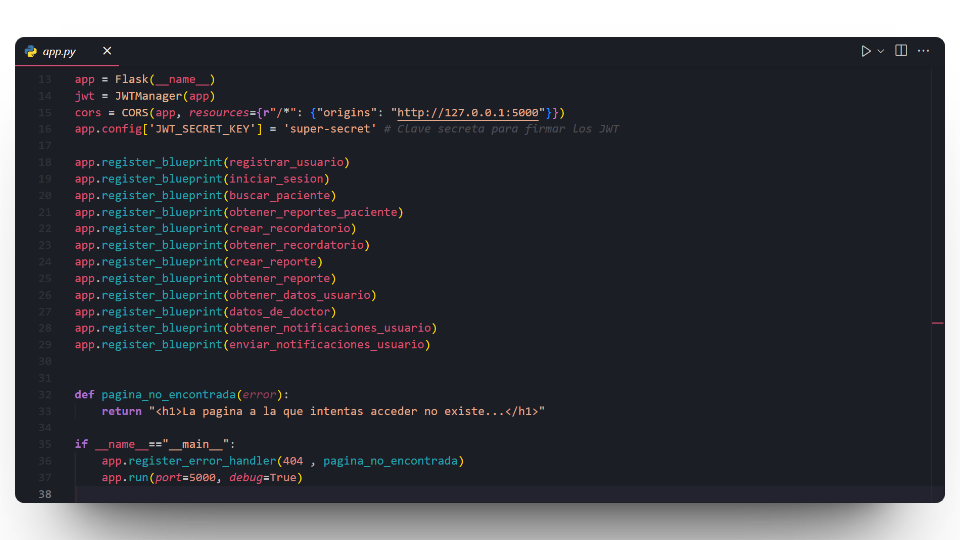 app.py
13 app = Flask(__name__)
14 jwt = JWTManager(app)
15 cors = CORS(app, resources={r"/*": {"origins": "http://127.0.0.1:5000"}})
16 app.config['JWT_SECRET_KEY'] = 'super-secret' # Clave secreta para firmar los JWT
17
18 app.register_blueprint(registrar_usuario)
19 app.register_blueprint(iniciar_sesion)
20 app.register_blueprint(buscar_paciente)
21 app.register_blueprint(obtener_reportes_paciente)
22 app.register_blueprint(crear_recordatorio)
23 app.register_blueprint(obtener_recordatorio)
24 app.register_blueprint(crear_reporte)
25 app.register_blueprint(obtener_reporte)
26 app.register_blueprint(obtener_datos_usuario)
27 app.register_blueprint(datos_de_doctor)
28 app.register_blueprint(obtener_notificaciones_usuario)
29 app.register_blueprint(enviar_notificaciones_usuario)
30
31
32 def pagina_no_encontrada(error):
33     return "<h1>La pagina a la que intentas acceder no existe...</h1>"
34
35 if __name__=="__main__":
36     app.register_error_handler(404 , pagina_no_encontrada)
37     app.run(port=5000, debug=True)
38